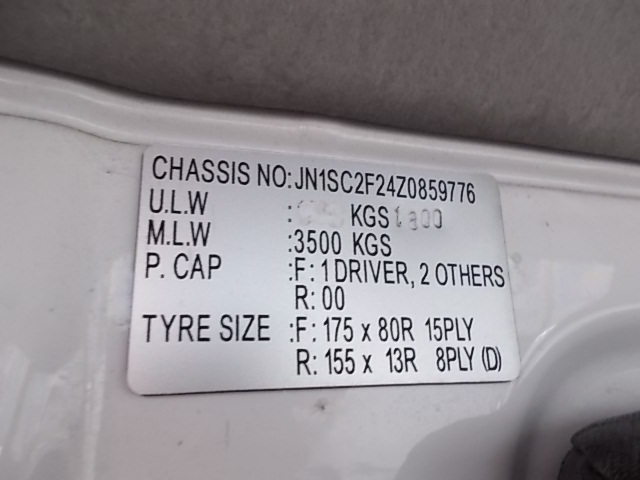 CHASSIS NO: JN1SC2F24Z0859776
U.L.W : KGS 1800
M.L.W :3500 KGS
P. CAP :F: 1 DRIVER, 2 OTHERS
R: 00
TYRE SIZE :F: 175 x 80R 15PLY
R: 155 x 13R 8PLY (D)